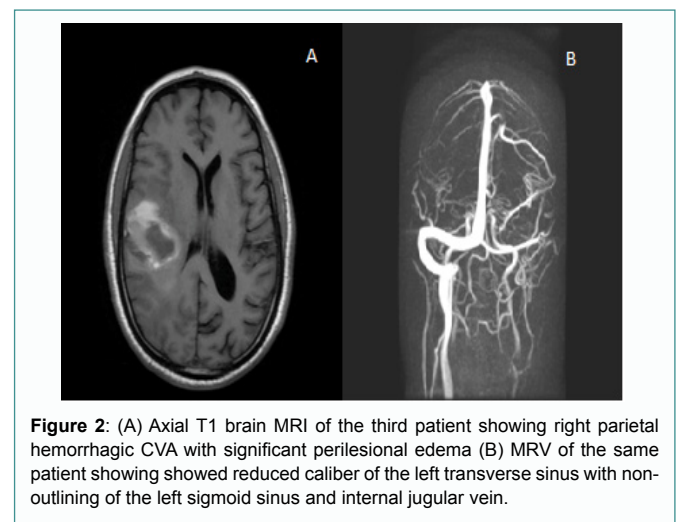 A
B
Figure 2: (A) Axial T1 brain MRI of the third patient showing right parietal
hemorrhagic CVA with significant perilesional edema (B) MRV of the same
patient showing showed reduced caliber of the left transverse sinus with non-
outlining of the left sigmoid sinus and internal jugular vein.